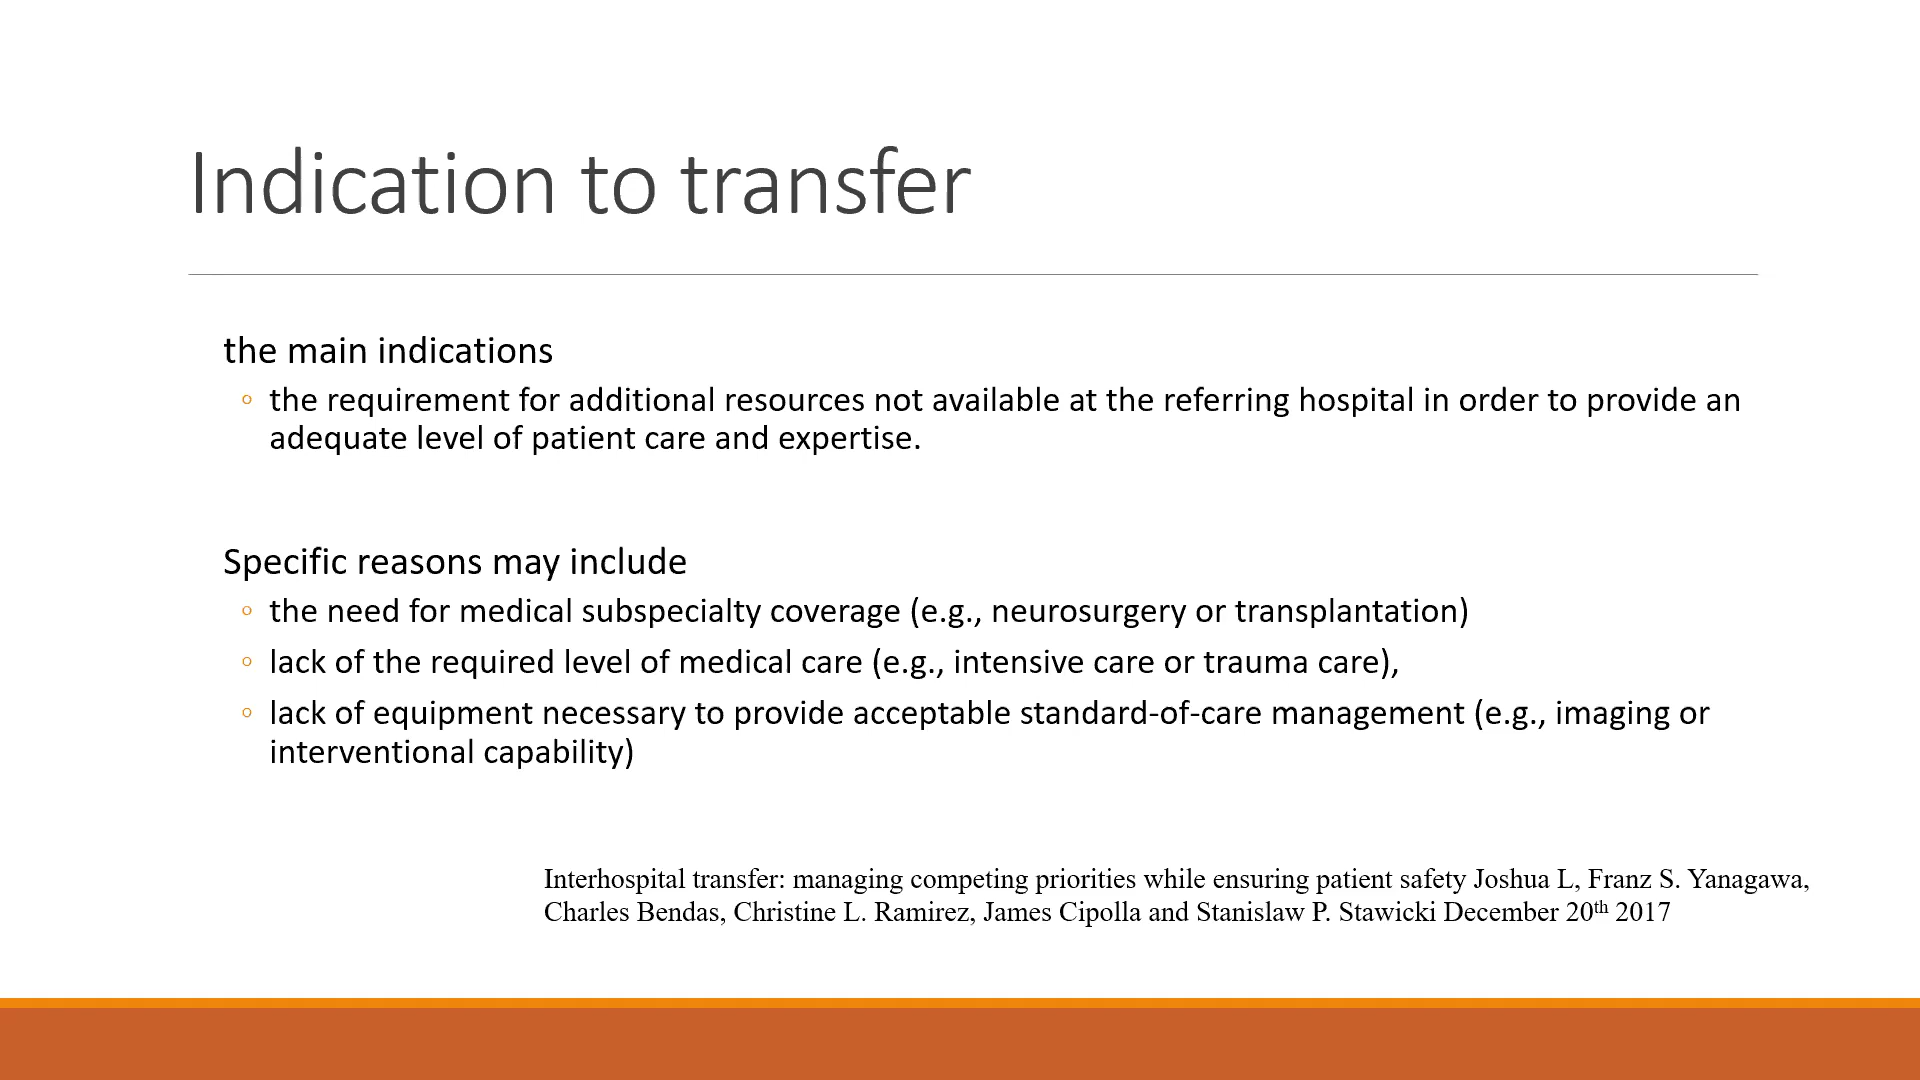 Indication to transfer
the main indications
◦ the requirement for additional resources not available at the referring hospital in order to provide an
adequate level of patient care and expertise.
Specific reasons may include
◦ the need for medical subspecialty coverage (e.g., neurosurgery or transplantation)
◦ lack of the required level of medical care (e.g., intensive care or trauma care),
◦ lack of equipment necessary to provide acceptable standard-of-care management (e.g., imaging or
interventional capability)
Interhospital transfer: managing competing priorities while ensuring patient safety Joshua L, Franz S. Yanagawa,
Charles Bendas, Christine L. Ramirez, James Cipolla and Stanislaw P. Stawicki December 20th 2017